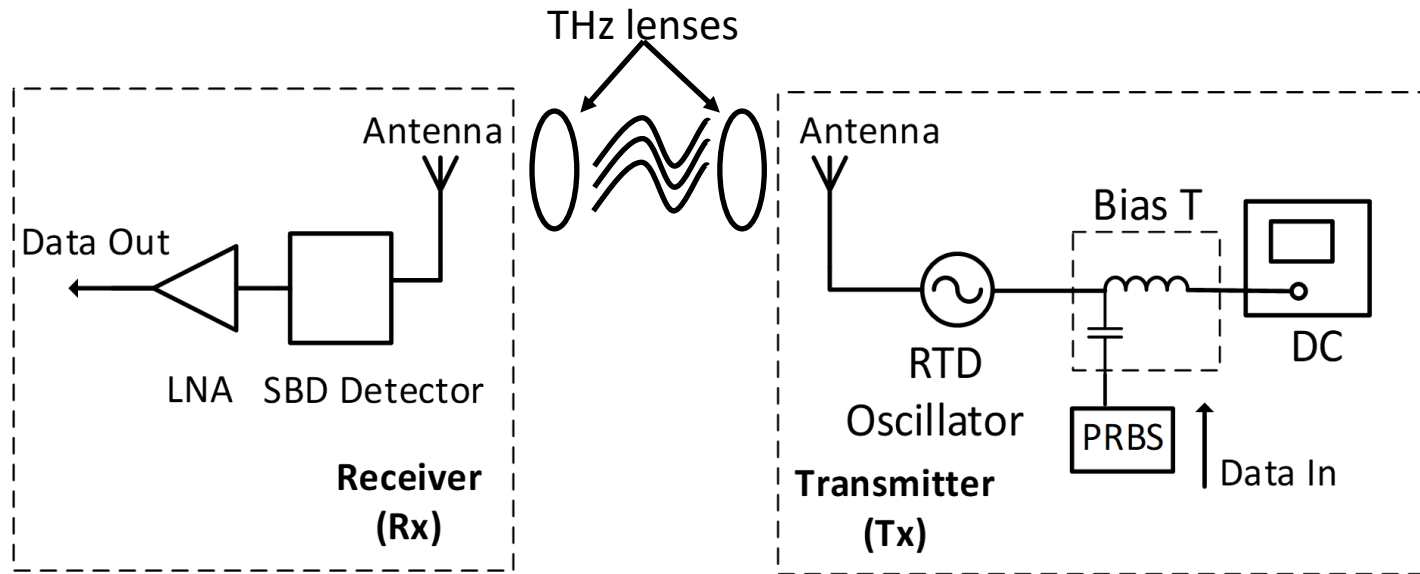 THz lenses
Antenna
Data Out
LNA
SBD Detector
Receiver
(Rx)
Antenna
Bias T
RTD
Oscillator
DC
PRBS
Data In
Transmitter
(Tx)